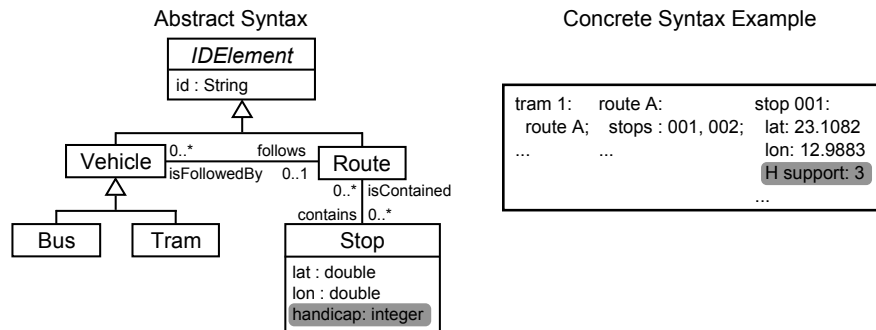 Abstract Syntax
IDElement
id : String
Vehicle
0..*
follows
isFollowedBy
0..1
Route
0..*
isContained
contains
0..*
Bus
Tram
Stop
lat : double
lon : double
handicap: integer
Concrete Syntax Example
tram 1:
route A;
...
route A:
stops : 001, 002;
...
stop 001:
lat: 23.1082
lon: 12.9883
H support: 3
...